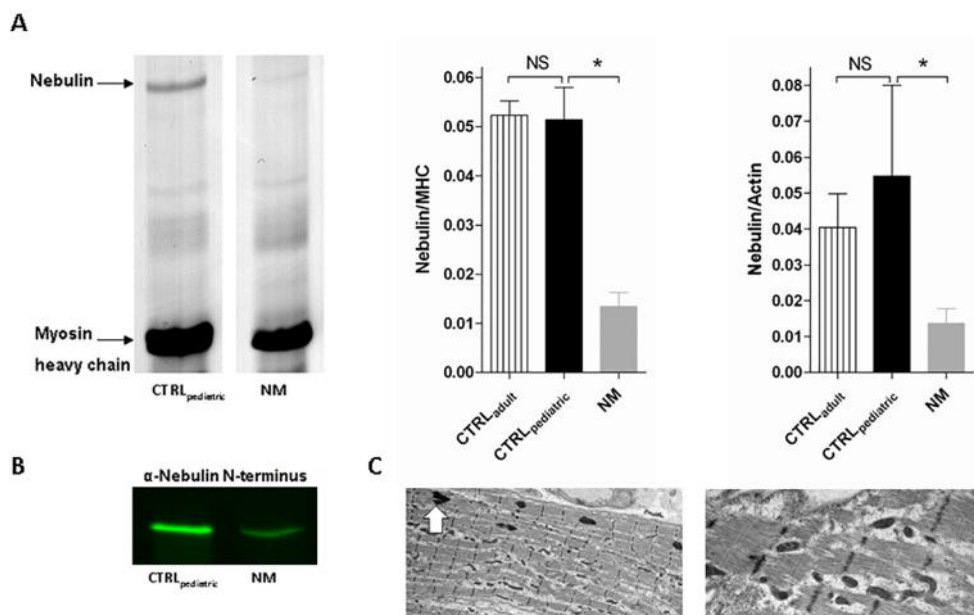 A
Nebulin
Myosin
heavy chain
CTRLpediatric
NM
Nebulin/MHC
0.06
0.05
0.04
0.03
0.02
0.01
0.00
NS
*
CTRLadult
CTRLpediatric
NM
Nebulin/Actin
0.08
0.07
0.06
0.05
0.04
0.03
0.02
0.01
0.00
NS
*
CTRLadult
CTRLpediatric
NM
B
α-Nebulin N-terminus
CTRLpediatric
NM
C